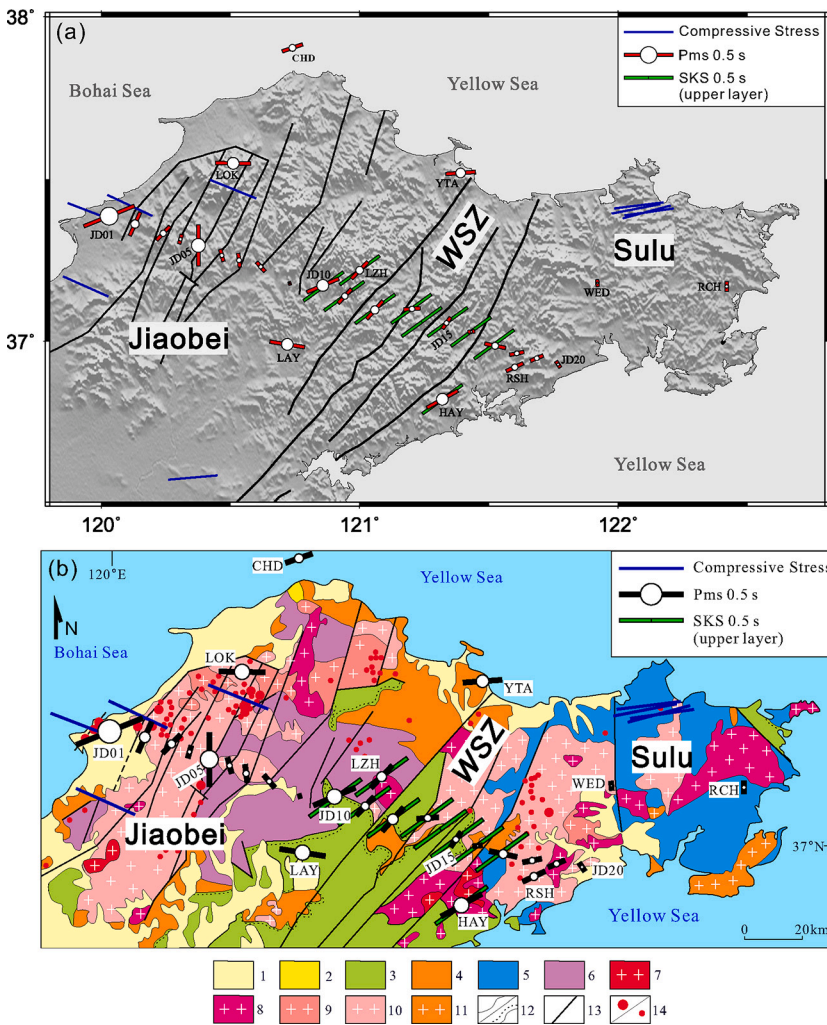 38°
(a)
Compressive Stress
Pms 0.5 s
SKS 0.5 s
(upper layer)
CHD
Bohai Sea
Yellow Sea
LOK
YTA
JD01
WSZ
JD05
Sulu
JD10
LZH
WED
RCH
37°
Jiaobei
LAY
JD15
JD20
RSH
HAY
Yellow Sea
120°
121°
122°
(b)
120°E
CHD
Yellow Sea
Compressive Stress
Pms 0.5 s
SKS 0.5 s
(upper layer)
N
Bohai Sea
LOK
YTA
JD01
WSZ
JD05
LZH
Sulu
WED
RCH
JD10
Jiaobei
37°N
LAY
JD15
JD20
RSH
HAY
Yellow Sea
0 20km
1 2 3 4 5 6 7
8 9 10 11 12 13 14